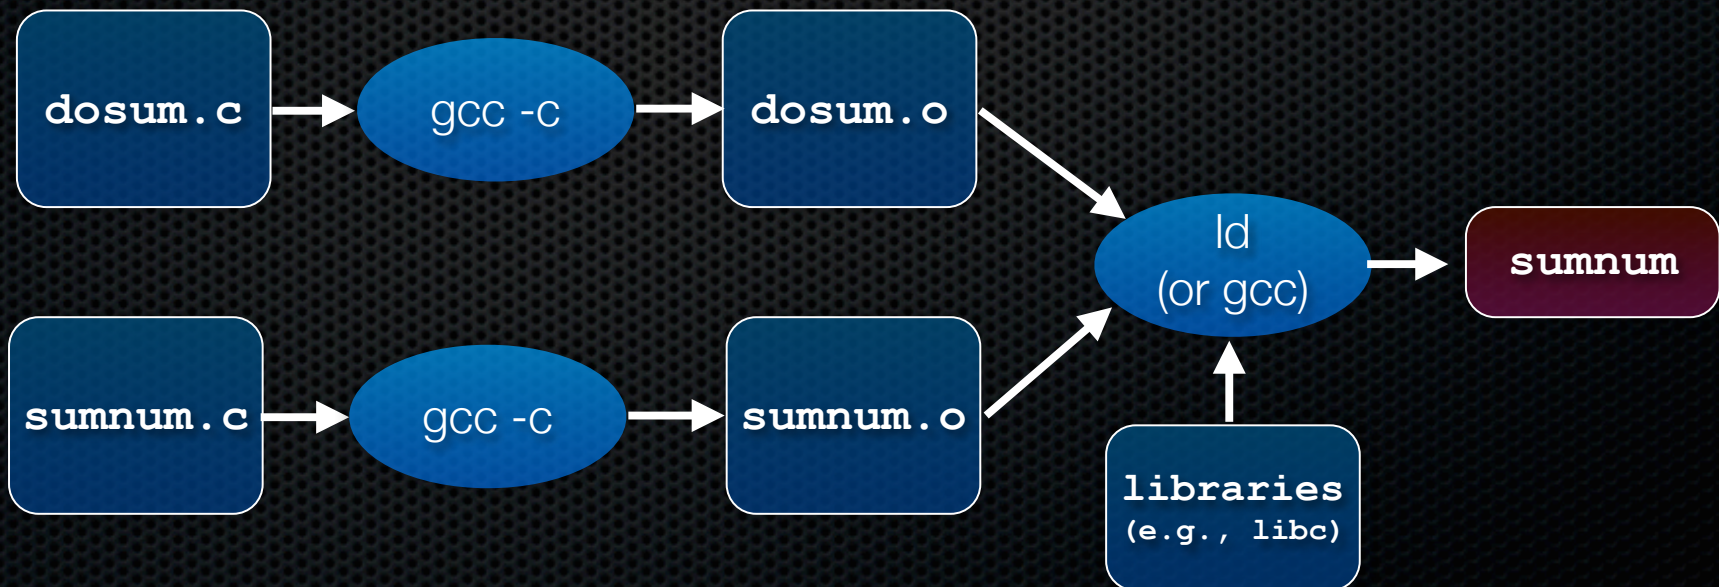 dosum.c
gcc -c
dosum.o
ld
(or gcc)
sumnum
sumnum.c
gcc -c
sumnum.o
libraries
(e.g., libc)